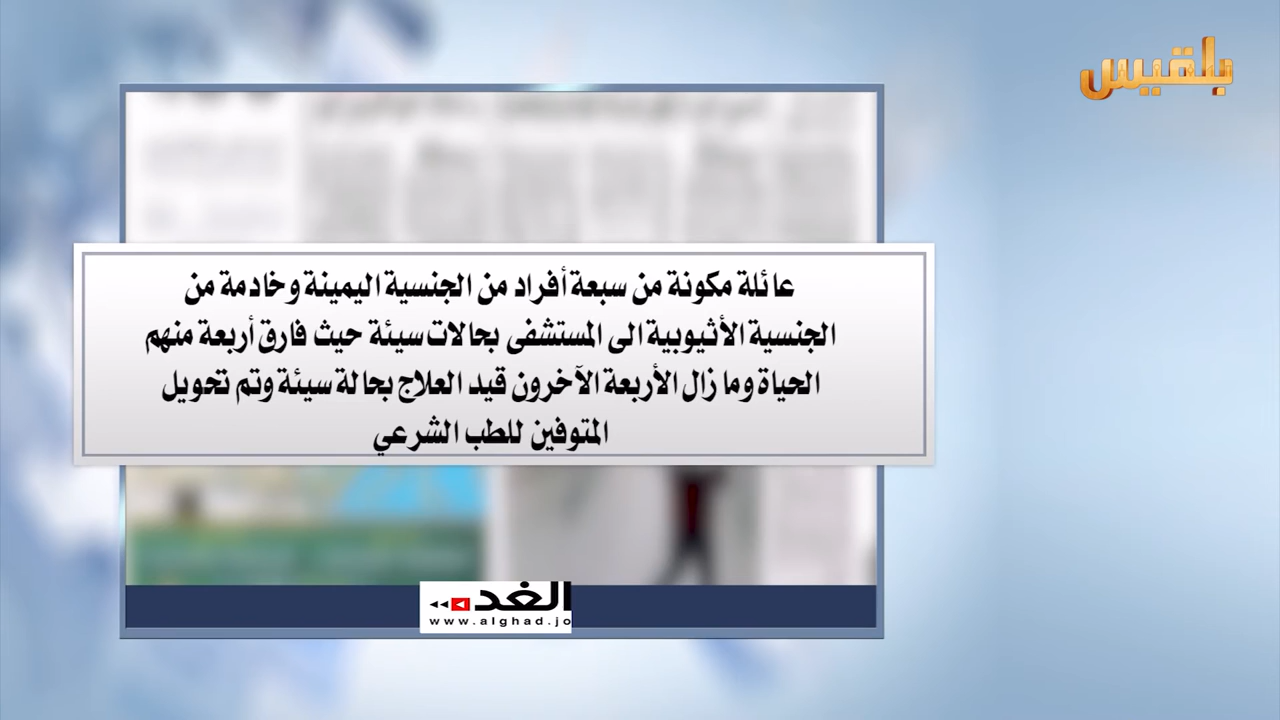 بلقيس
عائلة مكونة من سبعة أفراد من الجنسية اليمينة وخادمة من
الجنسية الأثيوبية الى المستشفى بحالات سيئة حيث فارق أربعة منهم
الحياة وما زال الأربعة الآخرون قيد العلاج بحالة سيئة وتم تحويل
المتوفين للطب الشرعي
الغد
www.alghad.jo